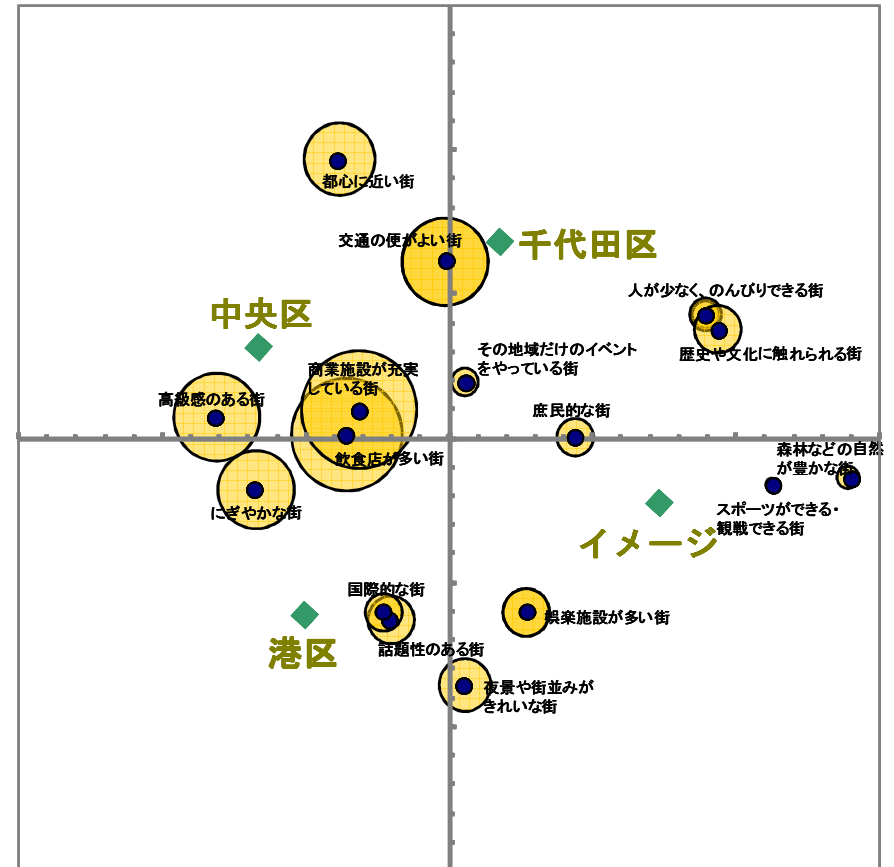 都心に近い街
交通の便がよい街
千代田区
人が少なく、のんびりできる街
中央区
その地域だけのイベント
をやっている街
歴史や文化に触れられる街
商業施設が充実
している街
高級感のある街
庶民的な街
飲食店が多い街
森林などの自然
が豊かな街
にぎやかな街
スポーツができる・
観戦できる街
イメージ
国際的な街
娯楽施設が多い街
港区
話題性のある街
夜景や街並みが
きれいな街